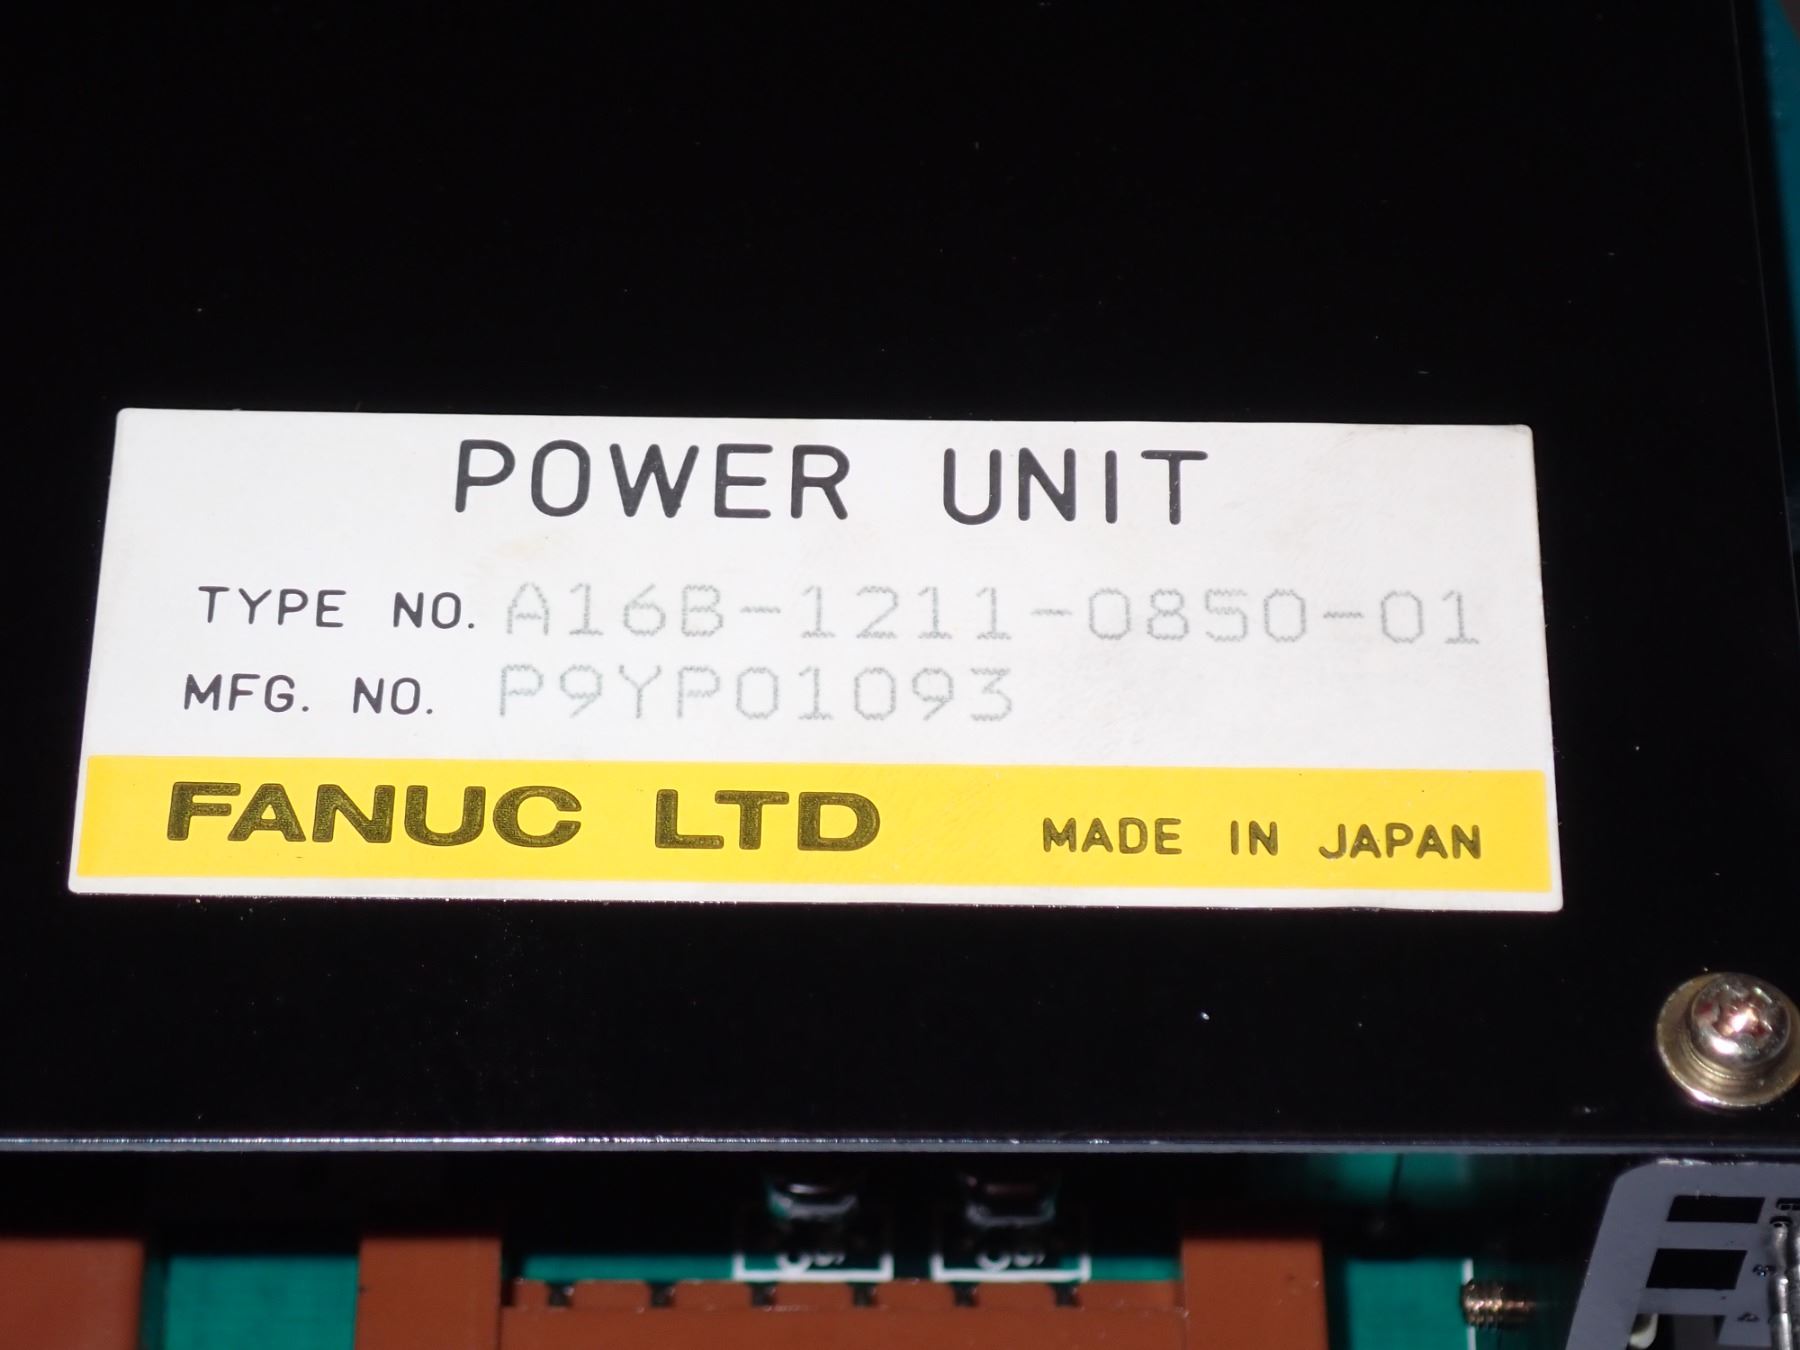 POWER UNIT
TYPE NO. A16B-1211-0850-01
MFG. NO. P9YP01093
FANUC LTD MADE IN JAPAN